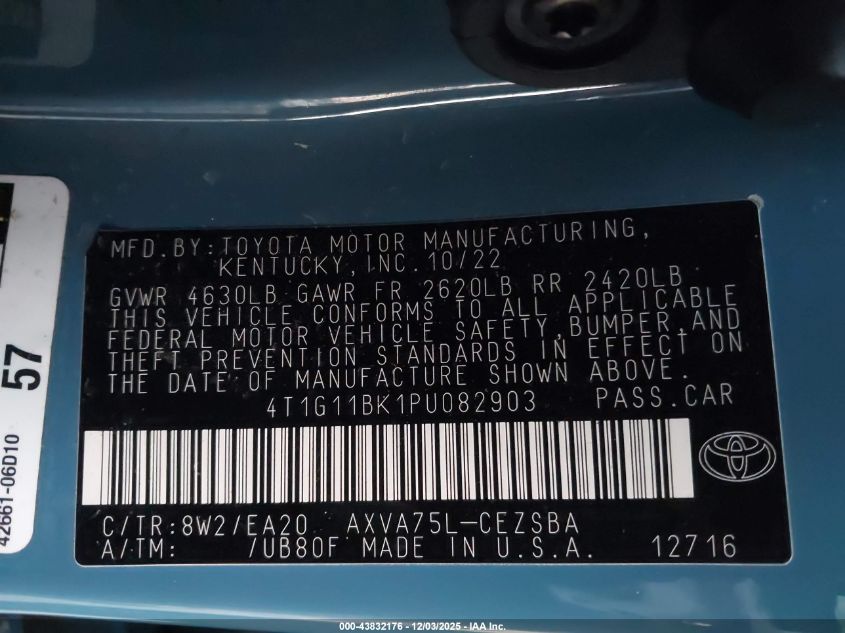 MFD.BY:TOYOTA MOTOR MANUFACTURING,
KENTUCKY,INC.10/22
GVWR 4630LB GAWR FR 2620LB RR 2420LB
THIS VEHICLE CONFORMS TO ALL APPLICABLE
FEDERAL MOTOR VEHICLE SAFETY,BUMPER,AND
THEFT PREVENTION STANDARDS IN EFFECT ON
THE DATE OF MANUFACTURE SHOWN ABOVE.
4T1G11BK1PU082903 PASS.CAR
C/TR:8W2/EA20 AXVA75L-CEZSBA
A/TM: /UB80F MADE IN U.S.A. 12716
57
42661-06D10
000-43832176 - 12/03/2025 - IAA Inc.